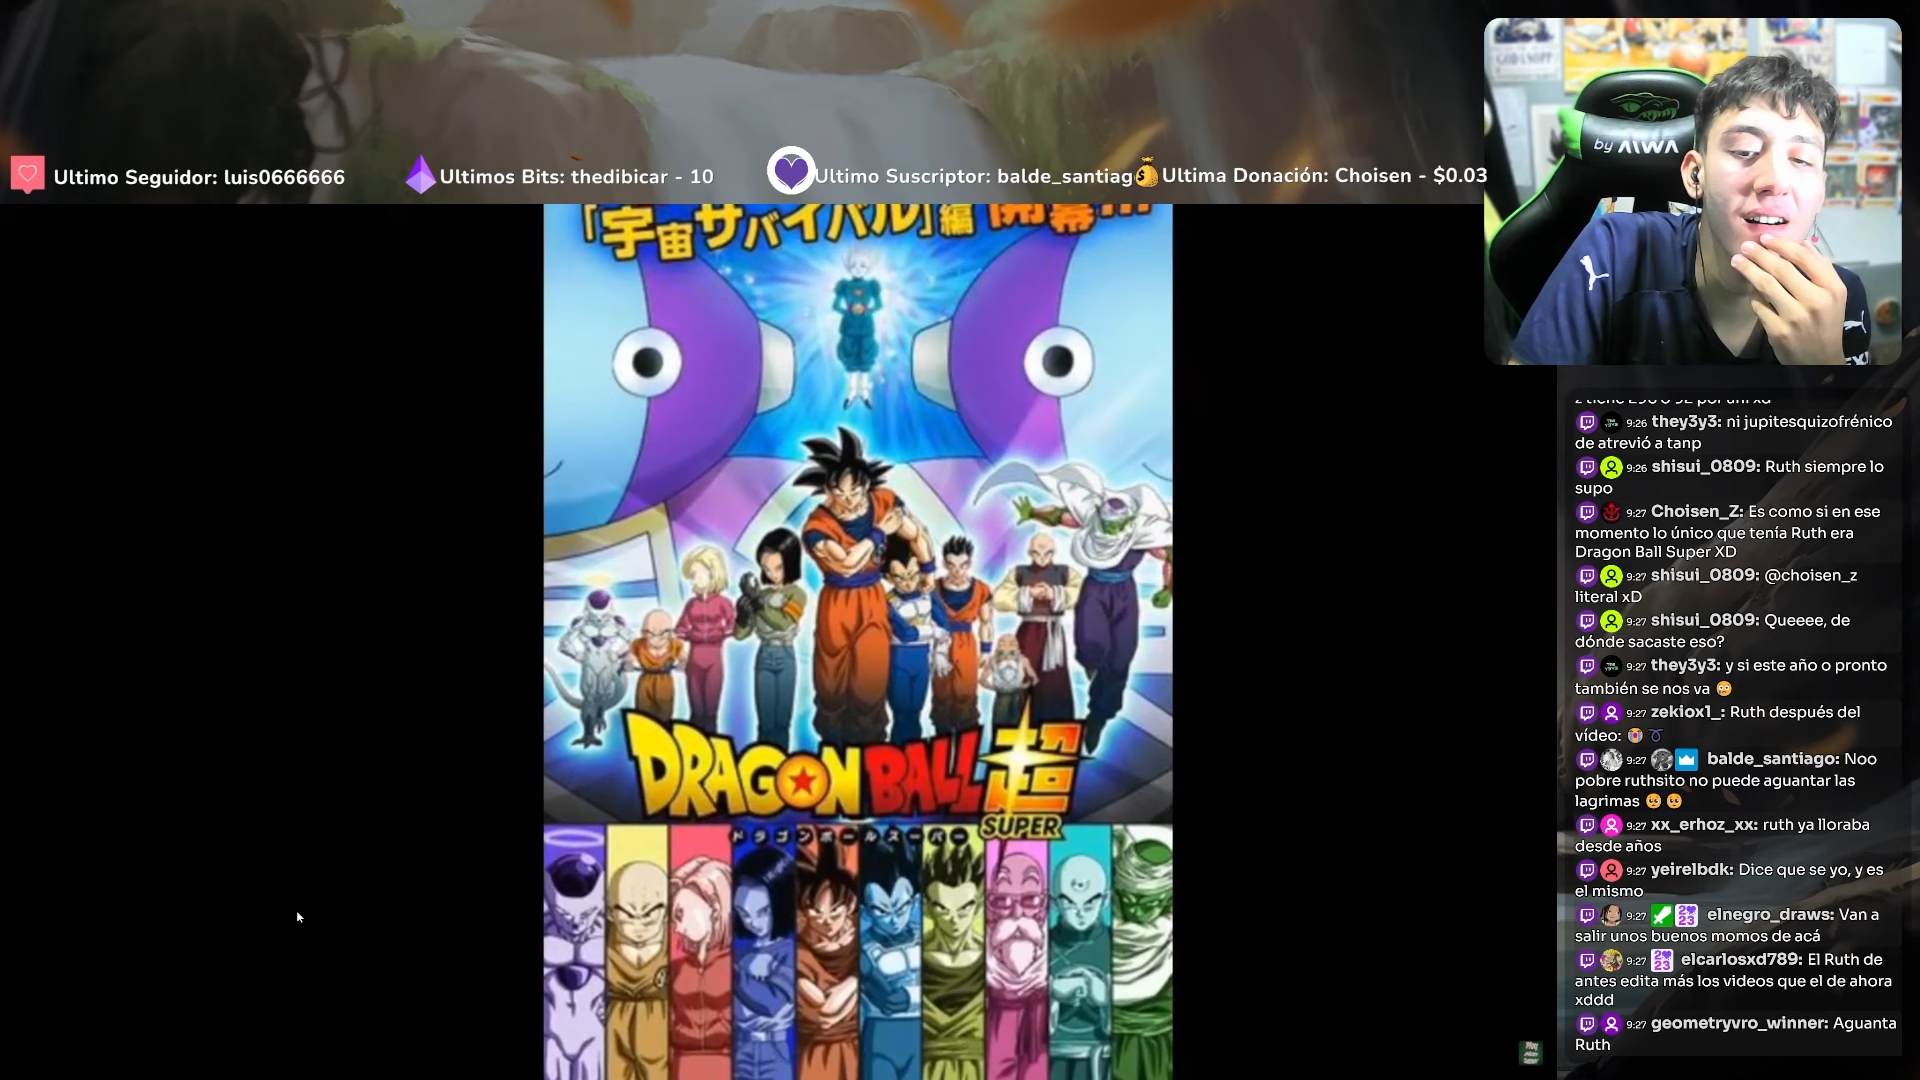 Ultimo Seguidor: luis0666666
Ultimos Bits: thedibicar - 10
Ultimo Suscriptor: balde_santiag
Ultima Donación: Choisen - $0.03
by AIWA
「宇宙サバイバル」編 開幕!!!
DRAGON BALL超
SUPER
ドラゴンボールスーパー
9:26 they3y3: ni jupitesquizofrénico
de atrevió a tanp
9:26 shisui_0809: Ruth siempre lo
supo
9:27 Choisen_Z: Es como si en ese
momento lo único que tenía Ruth era
Dragon Ball Super XD
9:27 shisui_0809: @choisen_z
literal xD
9:27 shisui_0809: Queeee, de
dónde sacaste eso?
9:27 they3y3: y si este año o pronto
también se nos va 😳
9:27 zekiox1_: Ruth después del
vídeo:
9:27 balde_santiago: Noo
pobre ruthsito no puede aguantar las
lagrimas 🥺 🥺
9:27 xx_erhoz_xx: ruth ya lloraba
desde años
9:27 yeirelbdk: Dice que se yo, y es
el mismo
9:27 elnegro_draws: Van a
salir unos buenos momos de acá
9:27 elcarlosxd789: El Ruth de
antes edita más los videos que el de ahora
xddd
9:27 geometryvro_winner: Aguanta
Ruth